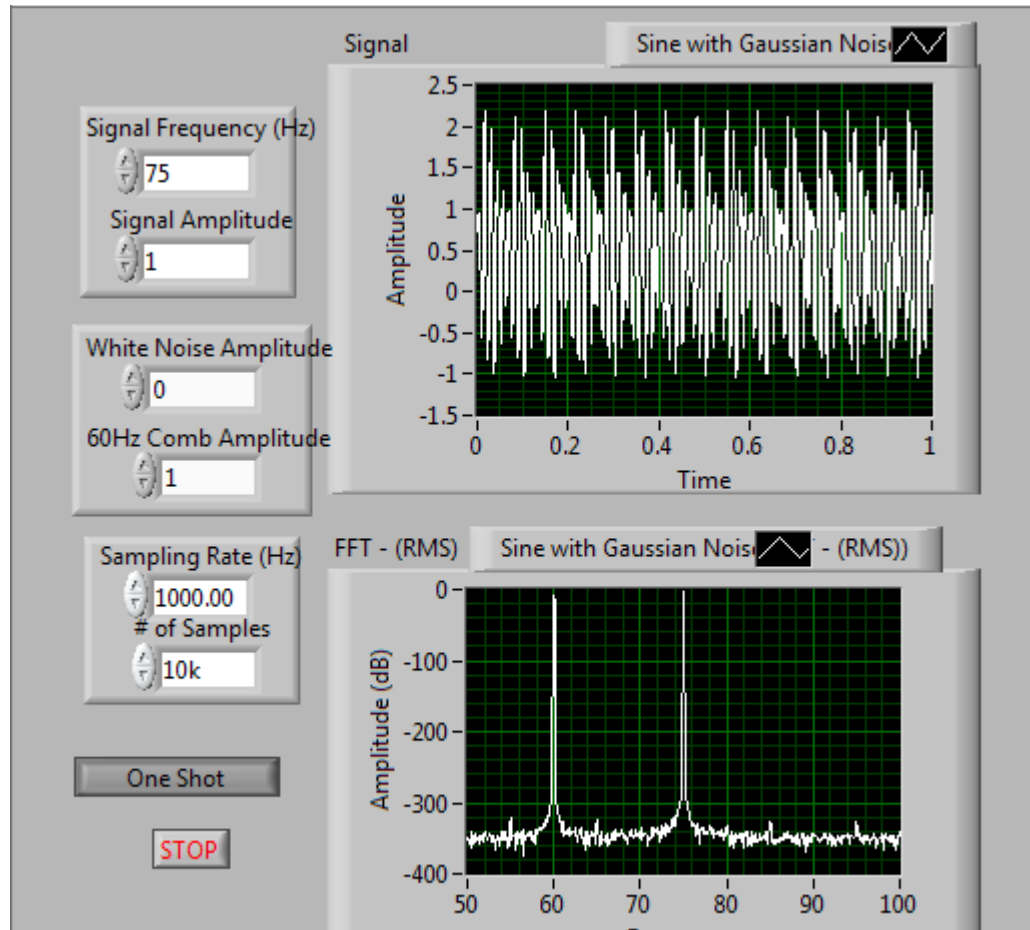 Signal
Sine with Gaussian Nois
2.5
2
1.5
1
0.5
0
-0.5
-1
-1.5
Amplitude
0 0.2 0.4 0.6 0.8 1
Time
Signal Frequency (Hz)
75
Signal Amplitude
1
White Noise Amplitude
0
60Hz Comb Amplitude
1
Sampling Rate (Hz)
1000.00
# of Samples
10k
One Shot
STOP
FFT - (RMS)
Sine with Gaussian Nois - (RMS))
0
-100
-200
-300
-400
Amplitude (dB)
50 60 70 80 90 100